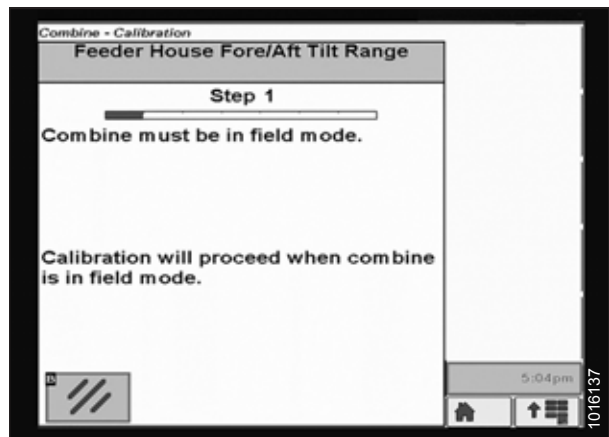 Combine - Calibration
Feeder House Fore/Aft Tilt Range
Step 1
Combine must be in field mode.
Calibration will proceed when combine
is in field mode.
5:04pm
1016137